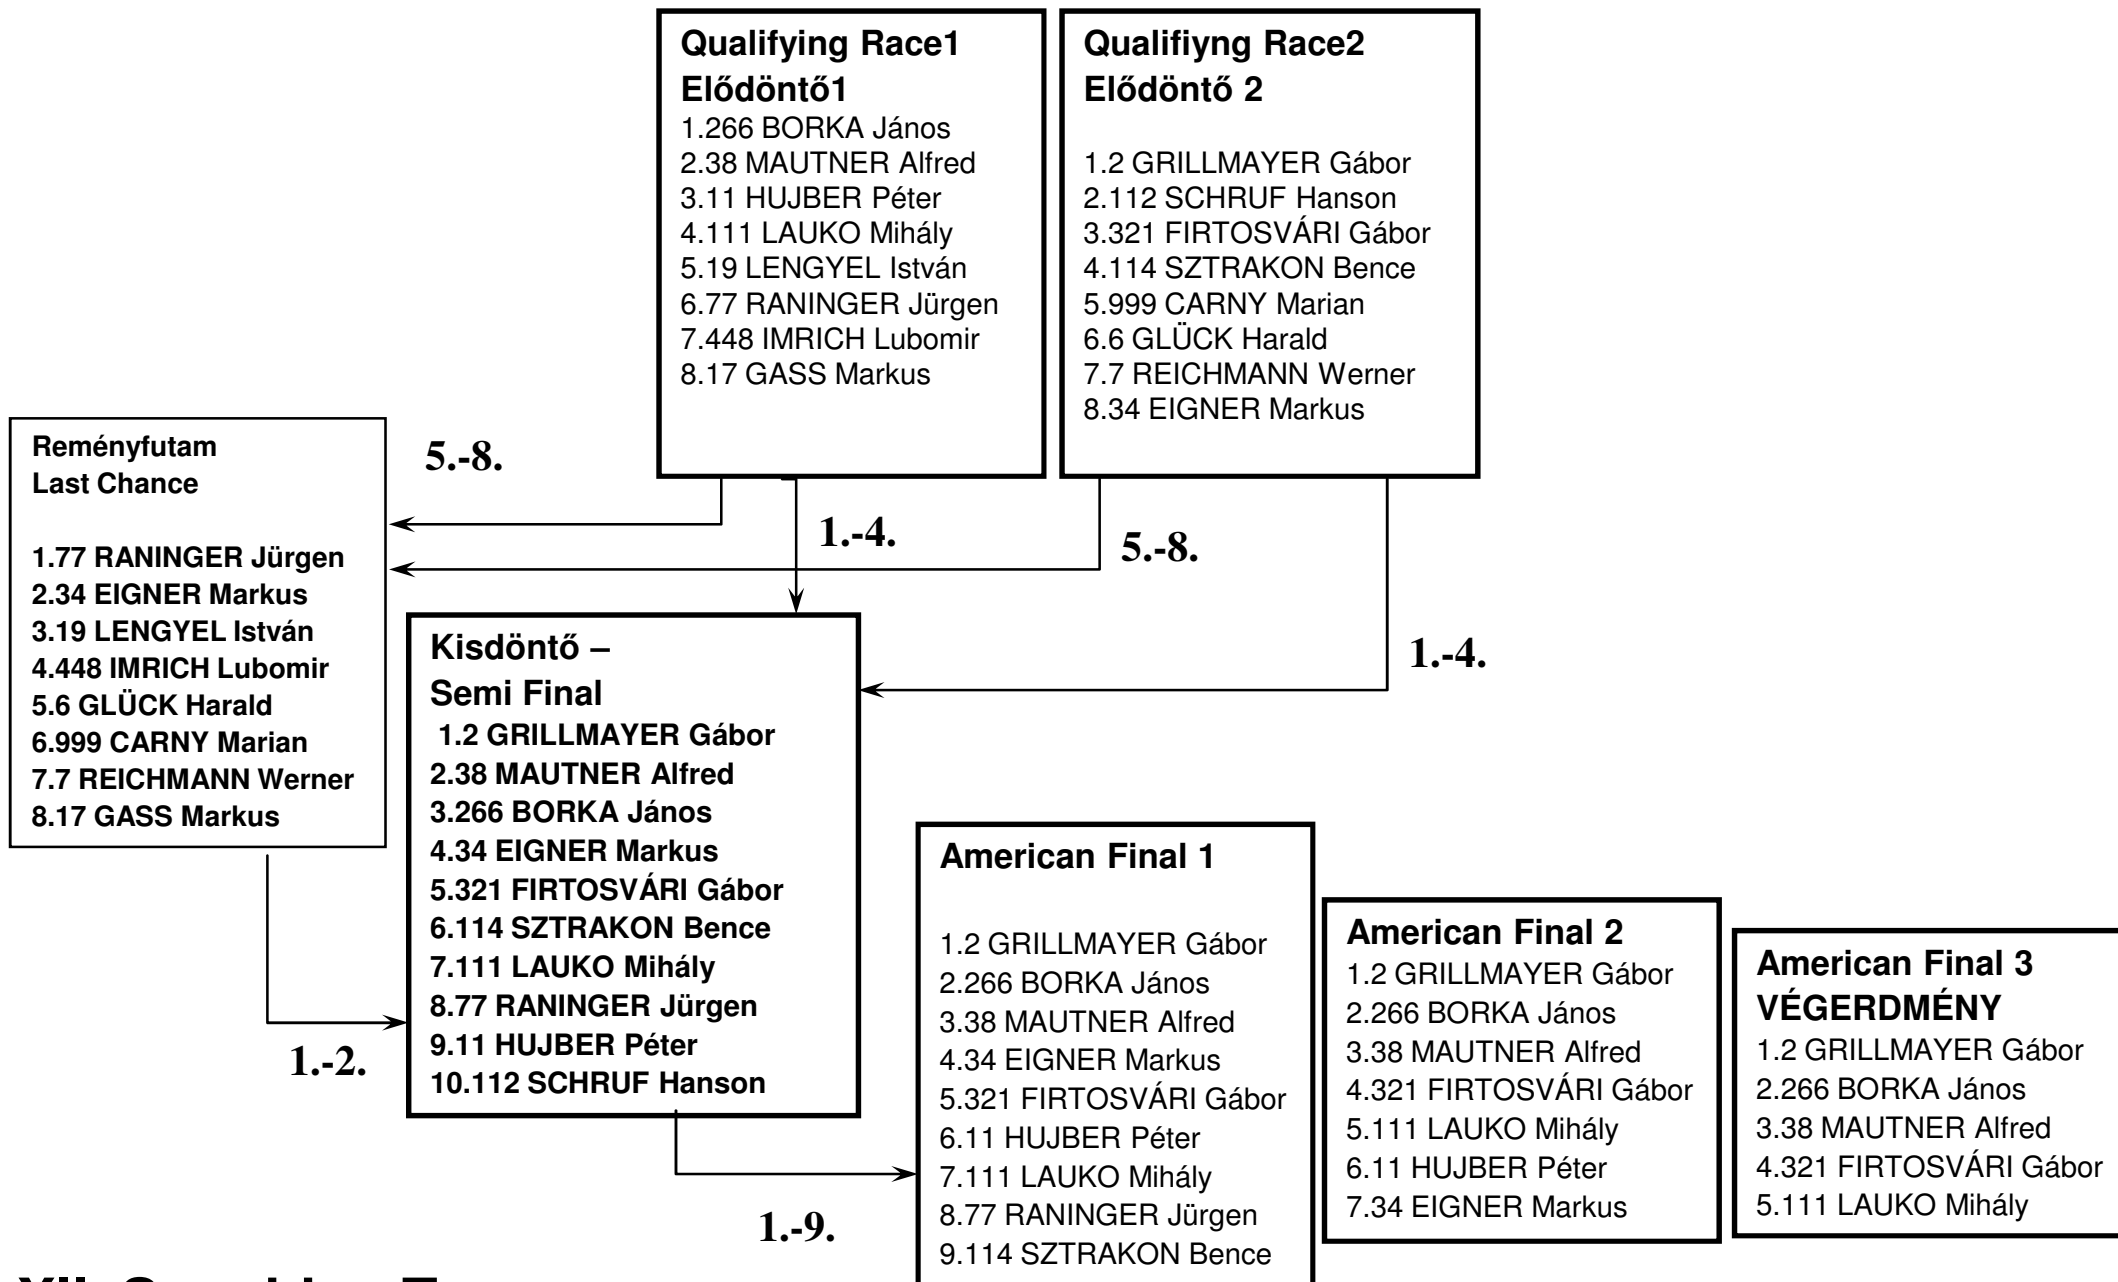 Qualifying Race1
Elődöntő1
1.266 BORKA János
2.38 MAUTNER Alfred
3.11 HUJBER Péter
4.111 LAUKO Mihály
5.19 LENGYEL István
6.77 RANINGER Jürgen
7.448 IMRICH Lubomir
8.17 GASS Markus
Qualifiyng Race2
Elődöntő 2
1.2 GRILLMAYER Gábor
2.112 SCHRUF Hanson
3.321 FIRTOSVÁRI Gábor
4.114 SZTRAKON Bence
5.999 CARNY Marian
6.6 GLÜCK Harald
7.7 REICHMANN Werner
8.34 EIGNER Markus
5.-8.
1.-4.
5.-8.
1.-4.
Reményfutam
Last Chance
1.77 RANINGER Jürgen
2.34 EIGNER Markus
3.19 LENGYEL István
4.448 IMRICH Lubomir
5.6 GLÜCK Harald
6.999 CARNY Marian
7.7 REICHMANN Werner
8.17 GASS Markus
1.-2.
Kisdöntő –
Semi Final
1.2 GRILLMAYER Gábor
2.38 MAUTNER Alfred
3.266 BORKA János
4.34 EIGNER Markus
5.321 FIRTOSVÁRI Gábor
6.114 SZTRAKON Bence
7.111 LAUKO Mihály
8.77 RANINGER Jürgen
9.11 HUJBER Péter
10.112 SCHRUF Hanson
1.-9.
American Final 1
1.2 GRILLMAYER Gábor
2.266 BORKA János
3.38 MAUTNER Alfred
4.34 EIGNER Markus
5.321 FIRTOSVÁRI Gábor
6.11 HUJBER Péter
7.111 LAUKO Mihály
8.77 RANINGER Jürgen
9.114 SZTRAKON Bence
American Final 2
1.2 GRILLMAYER Gábor
2.266 BORKA János
3.38 MAUTNER Alfred
4.321 FIRTOSVÁRI Gábor
5.111 LAUKO Mihály
6.11 HUJBER Péter
7.34 EIGNER Markus
American Final 3
VÉGERDMÉNY
1.2 GRILLMAYER Gábor
2.266 BORKA János
3.38 MAUTNER Alfred
4.321 FIRTOSVÁRI Gábor
5.111 LAUKO Mihály